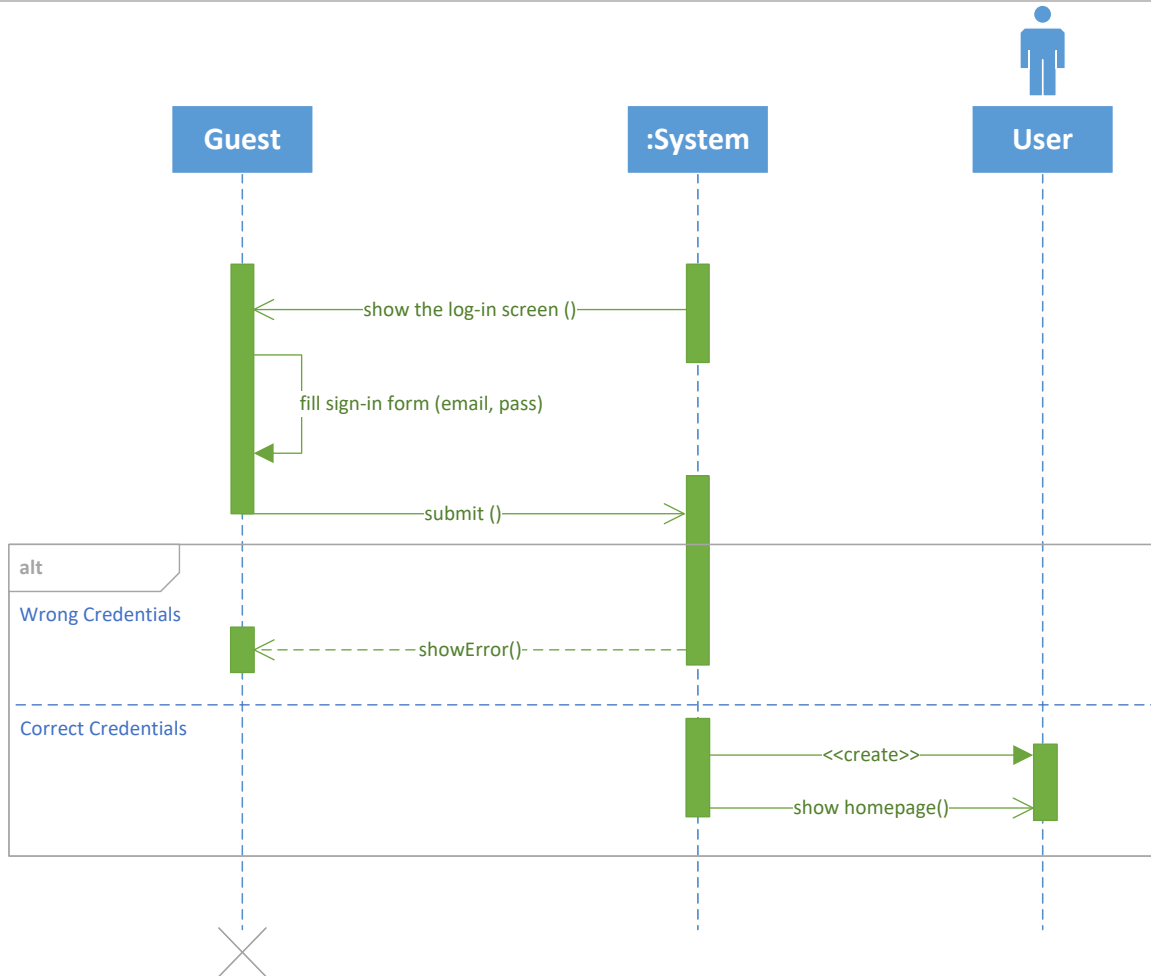 Guest
:System
User
show the log-in screen ()
fill sign-in form (email, pass)
submit ()
alt
Wrong Credentials
showError()
Correct Credentials
<<create>>
show homepage()